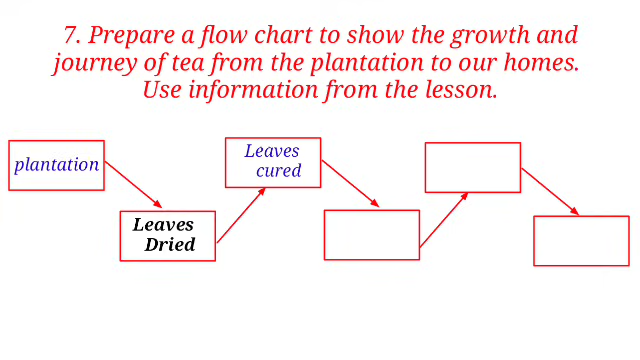 7. Prepare a flow chart to show the growth and
journey of tea from the plantation to our homes.
Use information from the lesson.
plantation
Leaves
Dried
Leaves
cured